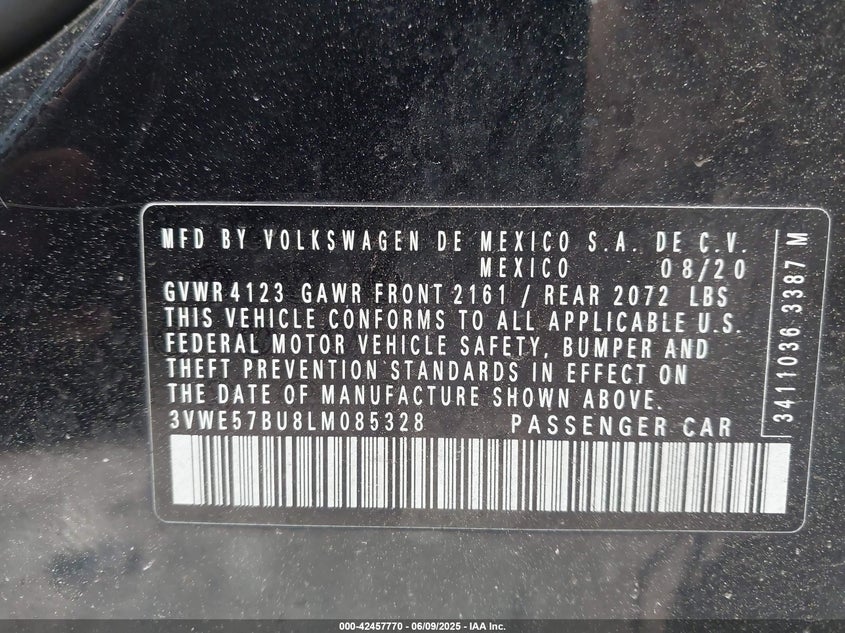 MFD BY VOLKSWAGEN DE MEXICO S.A. DE C.V.
MEXICO 08/20
GVWR 4123 GAWR FRONT 2161 / REAR 2072 LBS
THIS VEHICLE CONFORMS TO ALL APPLICABLE U.S.
FEDERAL MOTOR VEHICLE SAFETY, BUMPER AND
THEFT PREVENTION STANDARDS IN EFFECT ON
THE DATE OF MANUFACTURE SHOWN ABOVE.
3VWE57BU8LM085328 PASSENGER CAR
3411036 3387 M
000-42457770 | 06/09/2025 - IAA Inc.